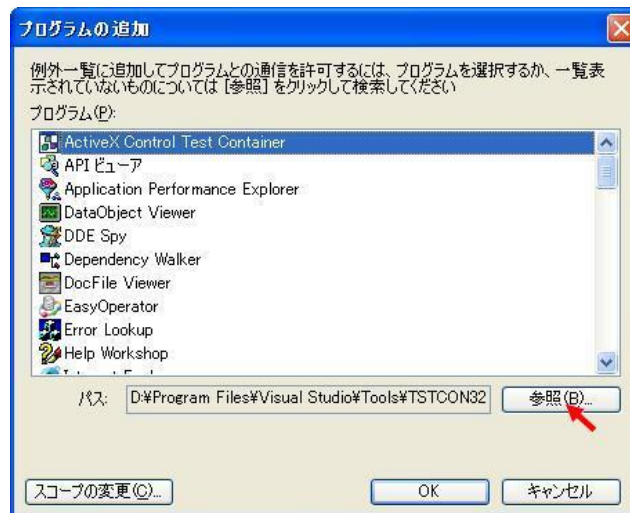 プログラムの追加
例外一覧に追加してプログラムとの通信を許可するには、プログラムを選択するか、一覧表
示されていないものについては [参照] をクリックして検索してください
プログラム(P):
ActiveX Control Test Container
API ビューア
Application Performance Explorer
DataObject Viewer
DDE Spy
Dependency Walker
DocFile Viewer
EasyOperator
Error Lookup
Help Workshop
パス: D:¥Program Files¥Visual Studio¥Tools¥TSTCON32 参照(B)...
スコープの変更(C)... OK キャンセル